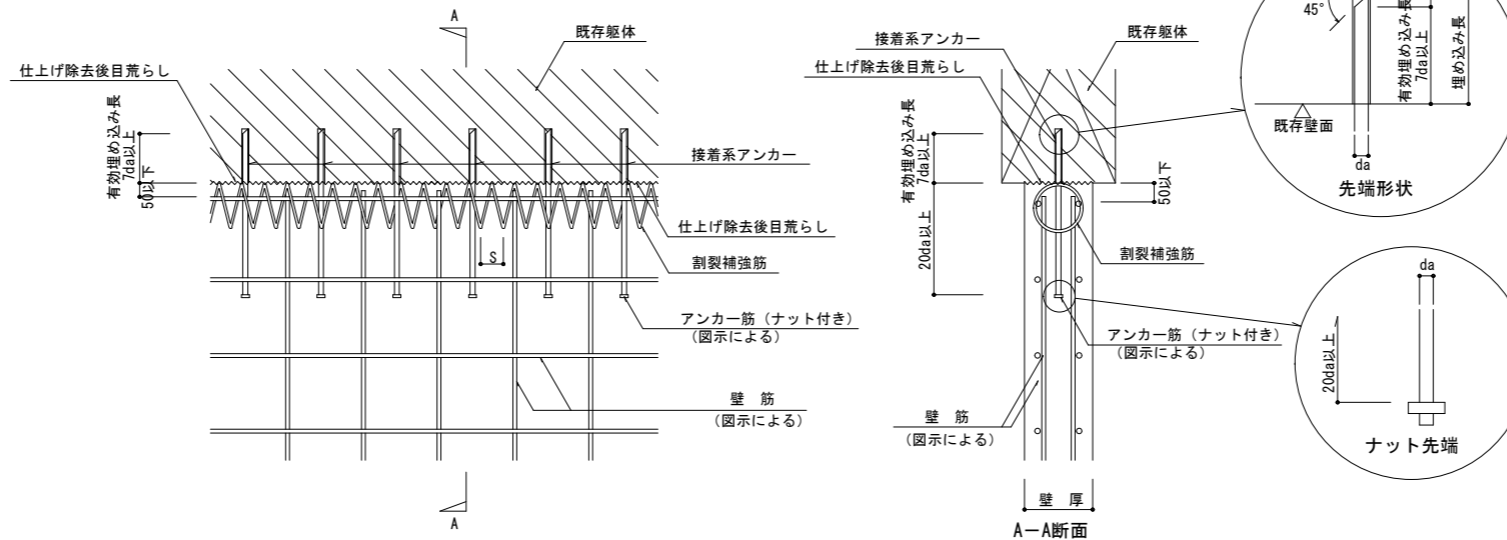 A
既存躯体
仕上げ除去後目荒らし
有効埋め込み長
7da以上
50以下
接着系アンカー
仕上げ除去後目荒らし
割裂補強筋
S
アンカー筋（ナット付き）
(図示による)
壁 筋
(図示による)
A
接着系アンカー
既存躯体
仕上げ除去後目荒らし
有効埋め込み長
7da以上
20da以上
50以下
割裂補強筋
アンカー筋（ナット付き）
(図示による)
壁 筋
(図示による)
壁 厚
A－A断面
45°
有効埋め込み長
7da以上
埋め込み長
既存壁面
da
先端形状
da
20da以上
ナット先端